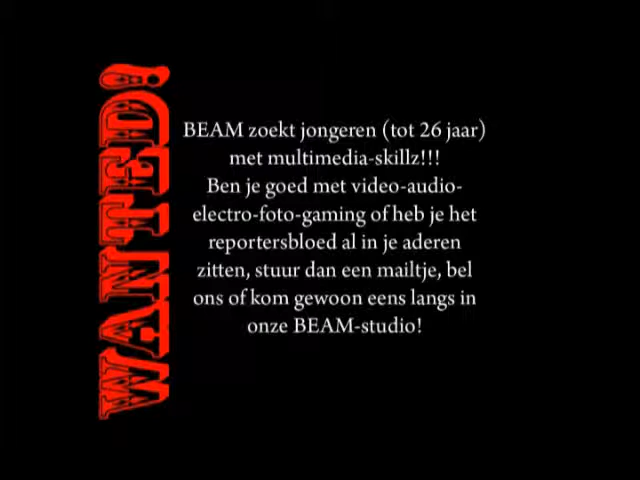 WANTED!
BEAM zoekt jongeren (tot 26 jaar)
met multimedia-skillz!!!
Ben je goed met video-audio-
electro-foto-gaming of heb je het
reportersbloed al in je aderen
zitten, stuur dan een mailtje, bel
ons of kom gewoon eens langs in
onze BEAM-studio!